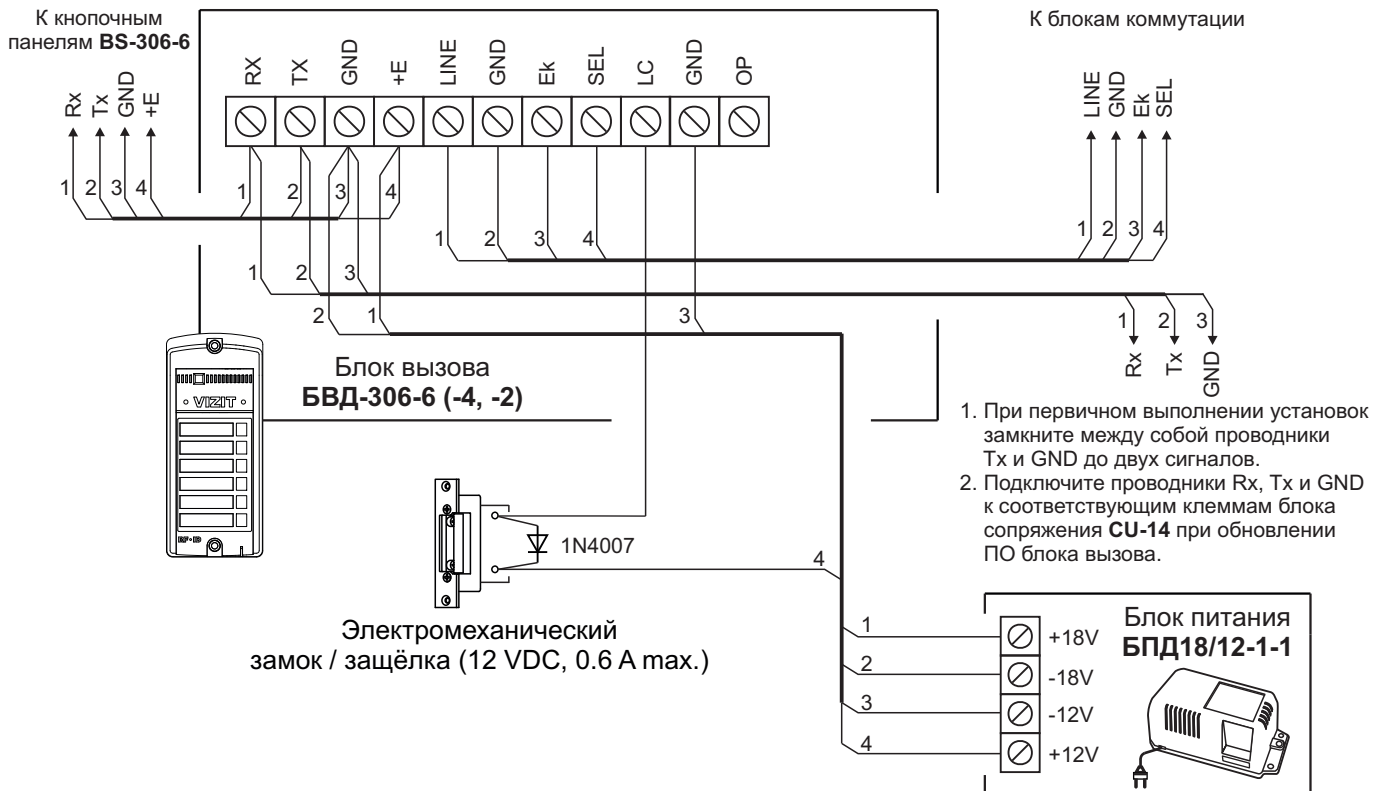 К кнопочным
панелям BS-306-6
К блокам коммутации
RX
TX
GND
+E
LINE
GND
Ek
SEL
LC
GND
OP
Rx
Tx
GND
+E
LINE
GND
Ek
SEL
1
2
3
4
1
2
3
4
1
2
3
4
1
2
3
4
1
2
3
2
1
3
1
2
3
Rx
Tx
GND
VIZIT
RF-ID
Блок вызова
БВД-306-6 (-4, -2)
1. При первичном выполнении установок
замкните между собой проводники
Tx и GND до двух сигналов.
2. Подключите проводники Rx, Tx и GND
к соответствующим клеммам блока
сопряжения CU-14 при обновлении
ПО блока вызова.
1N4007
4
Электромеханический
замок / защёлка (12 VDC, 0.6 A max.)
Блок питания
БПД18/12-1-1
1
+18V
2
-18V
3
-12V
4
+12V